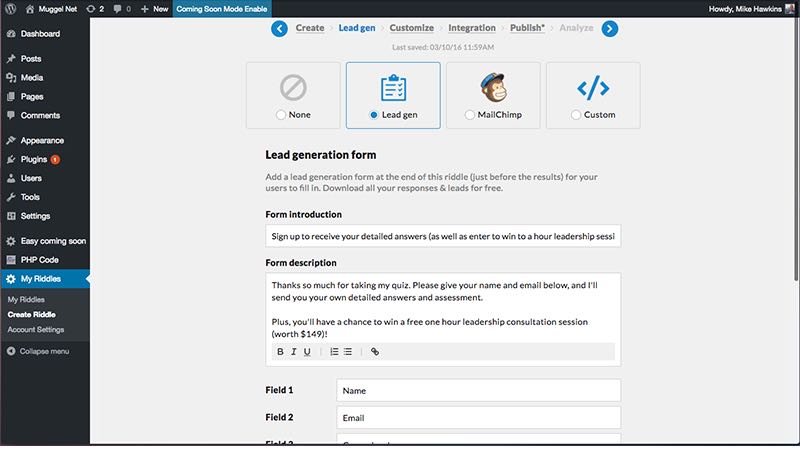 Muggel Net 2 0 + New Coming Soon Mode Enable Howdy, Mike Hawkins
Dashboard
Posts
Media
Pages
Comments
Appearance
Plugins 1
Users
Tools
Settings
Easy coming soon
PHP Code
My Riddles
My Riddles
Create Riddle
Account Settings
Collapse menu
Create Lead gen Customize Integration Publish* Analyze
Last saved: 03/10/16 11:59AM
None Lead gen MailChimp Custom
Lead generation form
Add a lead generation form at the end of this riddle (just before the results) for your
users to fill in. Download all your responses & leads for free.
Form introduction
Sign up to receive your detailed answers (as well as enter to win to a hour leadership sessi
Form description
Thanks so much for taking my quiz. Please give your name and email below, and I'll
send you your own detailed answers and assessment.
Plus, you'll have a chance to win a free one hour leadership consultation session
(worth $149)!
B I U
Field 1 Name
Field 2 Email